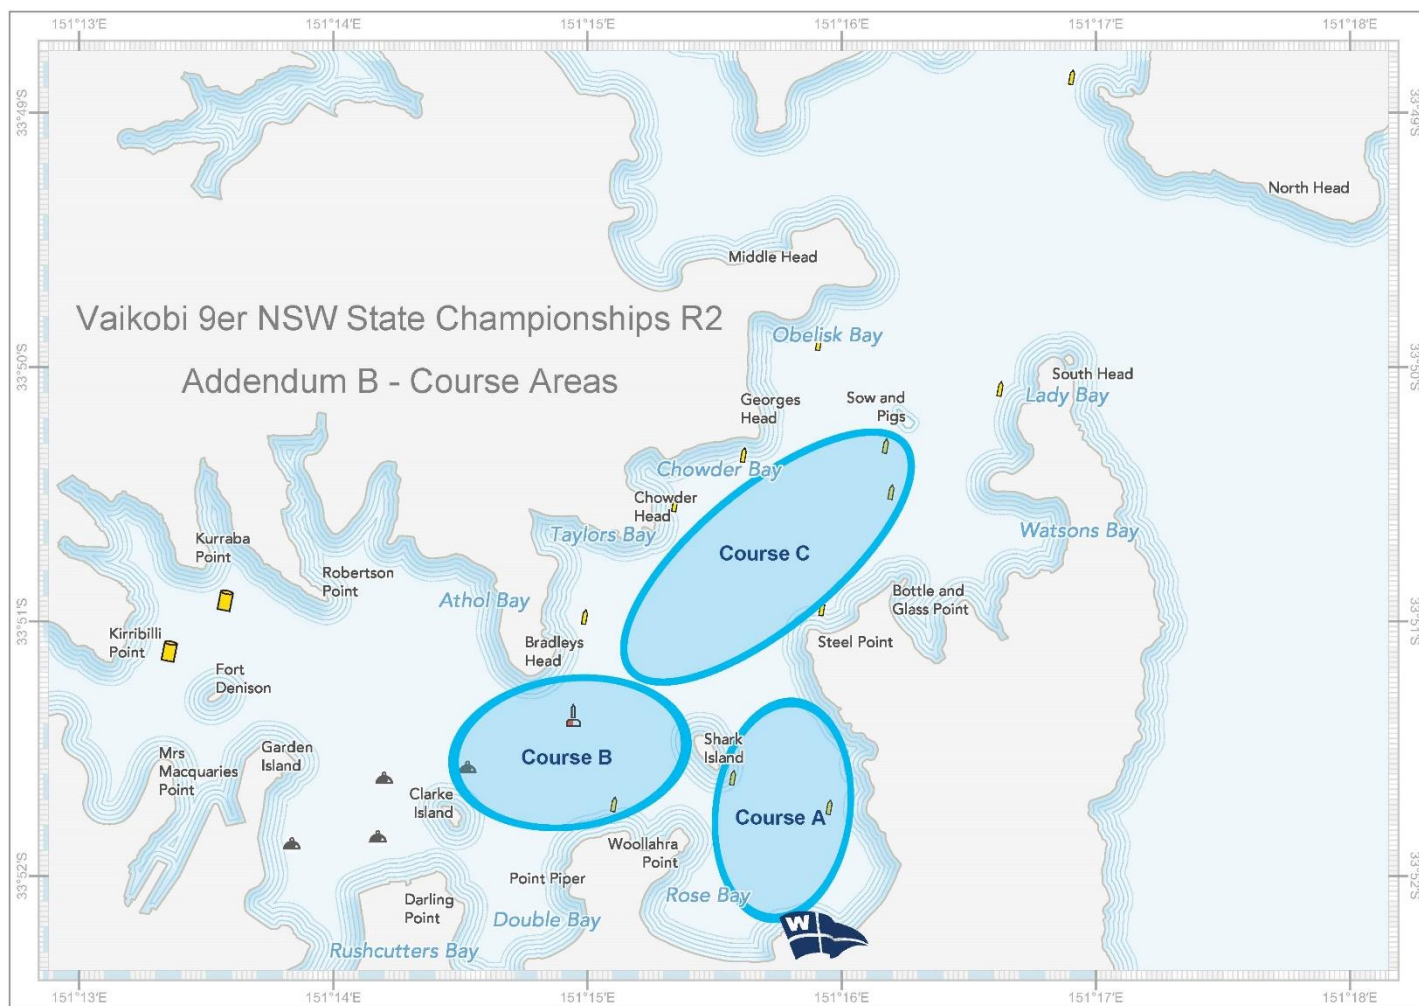 151°13'E 151°14'E 151°15'E 151°16'E 151°17'E 151°18'E
33°49'S
33°49'S
North Head
Middle Head
Vaikobi 9er NSW State Championships R2
Obelisk Bay
33°50'S
33°50'S
Addendum B - Course Areas
South Head
Lady Bay
Georges
Head
Sow and
Pigs
Chowder Bay
Chowder
Head
Taylors Bay
Watsons Bay
Kurraba
Point
Course C
Robertson
Point
Athol Bay
Bottle and
Glass Point
33°51'S
33°51'S
Kirribilli
Point
Bradleys
Head
Steel Point
Fort
Denison
Mrs
Macquaries
Point
Garden
Island
Shark
Island
Course B
Clarke
Island
Course A
Woollahra
Point
33°52'S
33°52'S
Point Piper
Rose Bay
Darling
Point
Double Bay
W
Rushcutters Bay
151°13'E 151°14'E 151°15'E 151°16'E 151°17'E 151°18'E